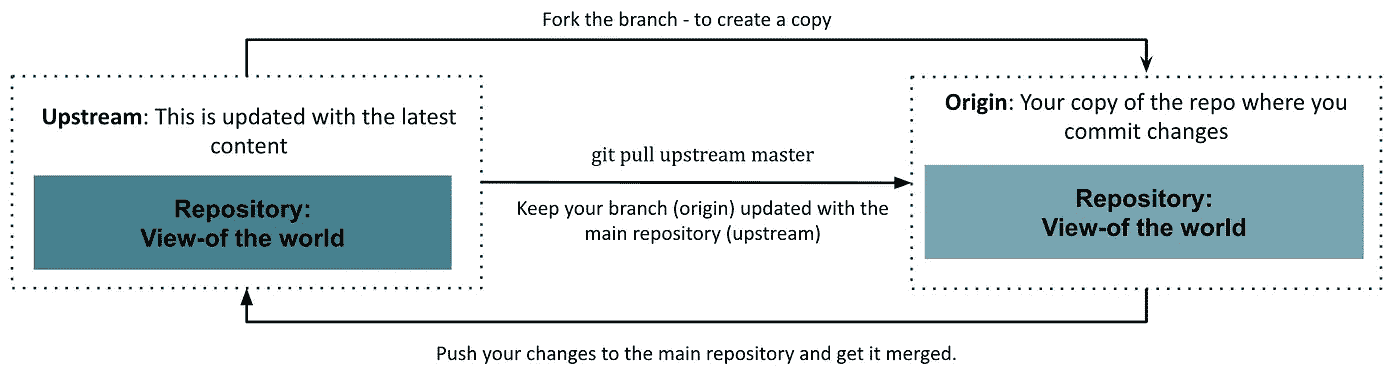 Fork the branch - to create a copy
Upstream: This is updated with the latest
content
Repository:
View-of the world
git pull upstream master
Keep your branch (origin) updated with the
main repository (upstream)
Origin: Your copy of the repo where you
commit changes
Repository:
View-of the world
Push your changes to the main repository and get it merged.